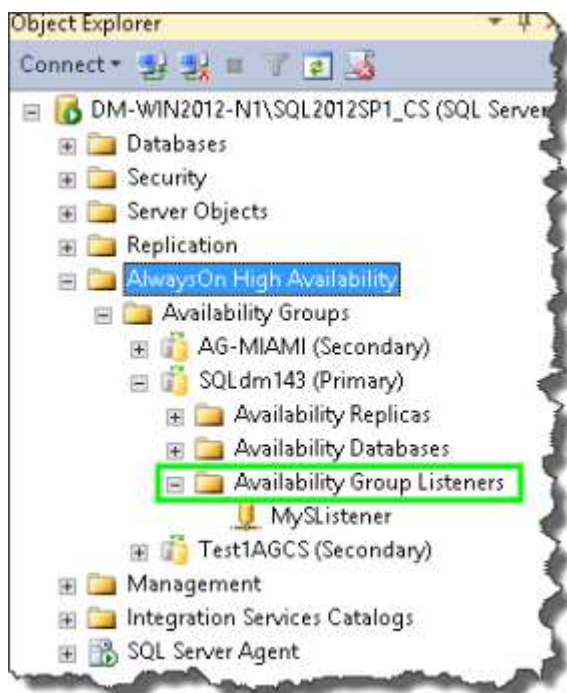 Object Explorer
Connect
DM-WIN2012-N1\SQL2012SP1_CS (SQL Server
Databases
Security
Server Objects
Replication
AlwaysOn High Availability
Availability Groups
AG-MIAMI (Secondary)
SQLdm143 (Primary)
Availability Replicas
Availability Databases
Availability Group Listeners
MySListener
Test1AGCS (Secondary)
Management
Integration Services Catalogs
SQL Server Agent